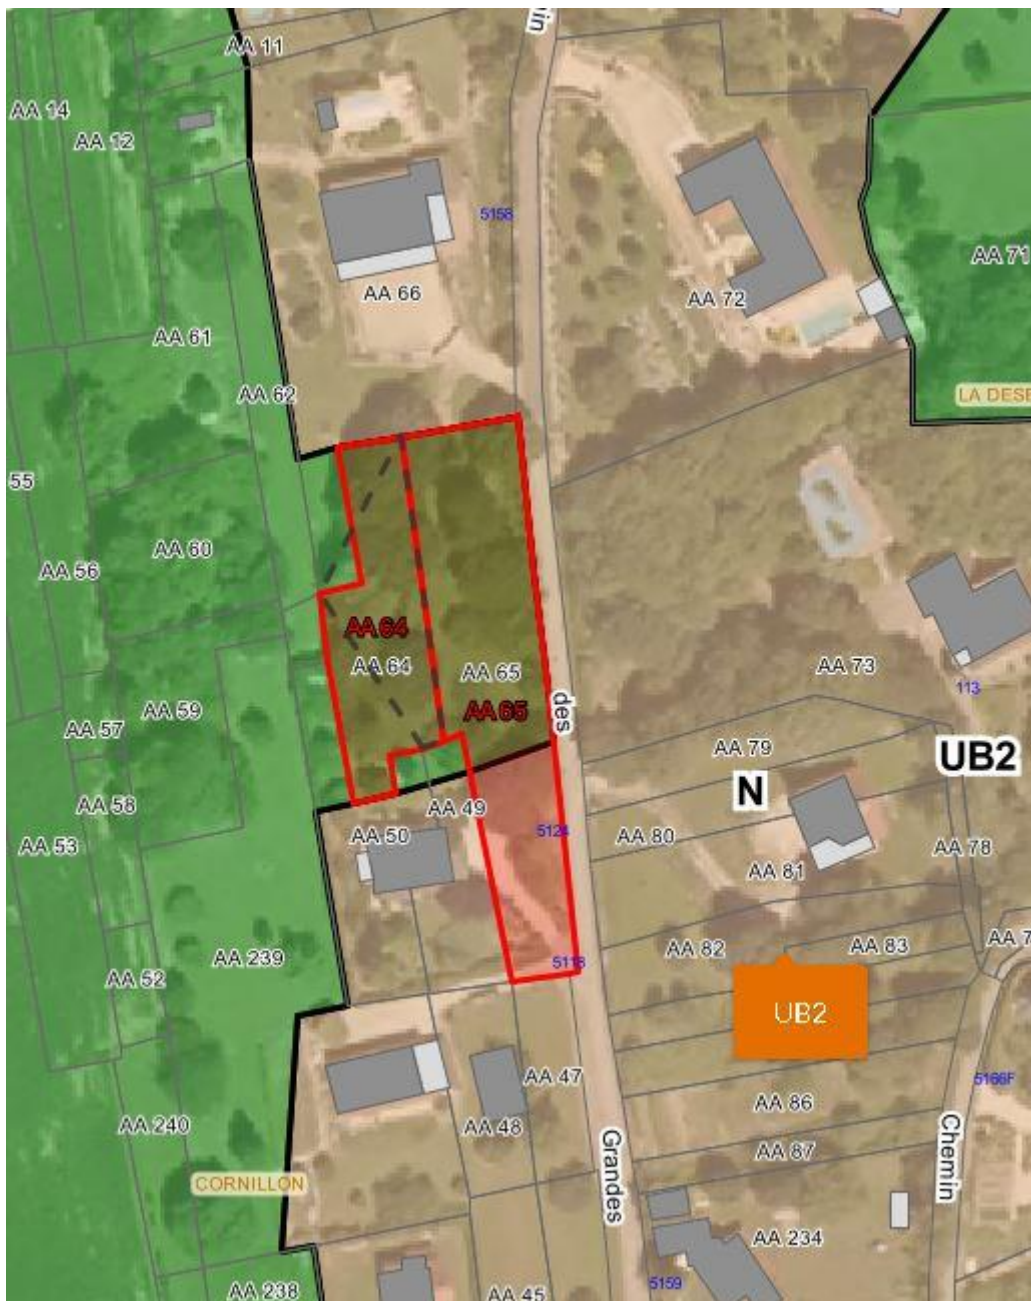 in
AA 11
AA 14
AA 12
5158
AA 71
AA 66
AA 72
AA 61
AA 62
LA DESE
55
AA 60
AA 56
AA 64
AA 64
AA 65
AA 73
113
AA 65
des
AA 59
AA 57
AA 79
UB2
N
AA 58
AA 49
5124
AA 50
AA 80
AA 53
AA 78
AA 81
AA 7
AA 82
AA 83
AA 239
5118
AA 52
UB2
AA 47
5166F
AA 86
AA 240
AA 48
Chemin
AA 87
Grandes
CORNILLON
AA 234
5159
AA 238
AA 45